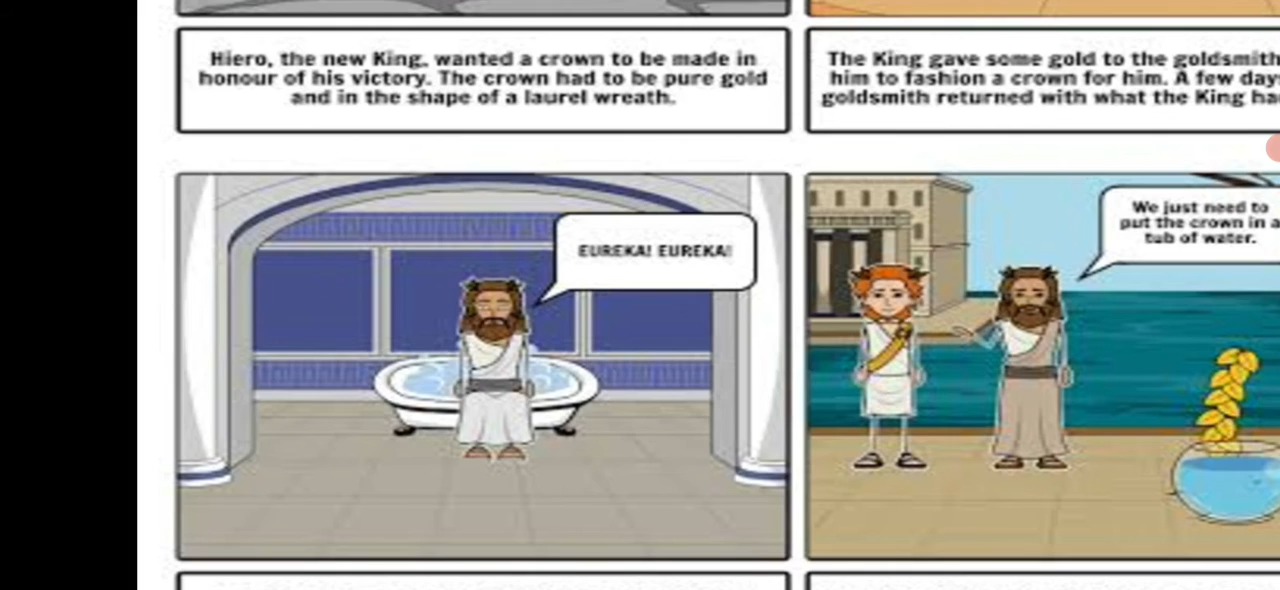 Hiero, the new King, wanted a crown to be made in
honour of his victory. The crown had to be pure gold
and in the shape of a laurel wreath.
The King gave some gold to the goldsmith
him to fashion a crown for him. A few day
goldsmith returned with what the King ha
EUREKA! EUREKA!
We just need to
put the crown in a
tub of water.